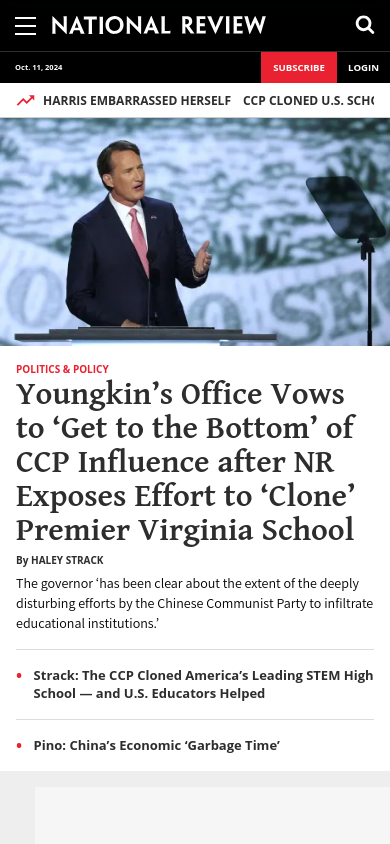 NATIONAL REVIEW
Oct. 11, 2024
SUBSCRIBE
LOGIN
HARRIS EMBARRASSED HERSELF CCP CLONED U.S. SCHO
POLITICS & POLICY
Youngkin’s Office Vows
to ‘Get to the Bottom’ of
CCP Influence after NR
Exposes Effort to ‘Clone’
Premier Virginia School
By HALEY STRACK
The governor ‘has been clear about the extent of the deeply
disturbing efforts by the Chinese Communist Party to infiltrate
educational institutions.’
• Strack: The CCP Cloned America’s Leading STEM High
School — and U.S. Educators Helped
• Pino: China’s Economic ‘Garbage Time’